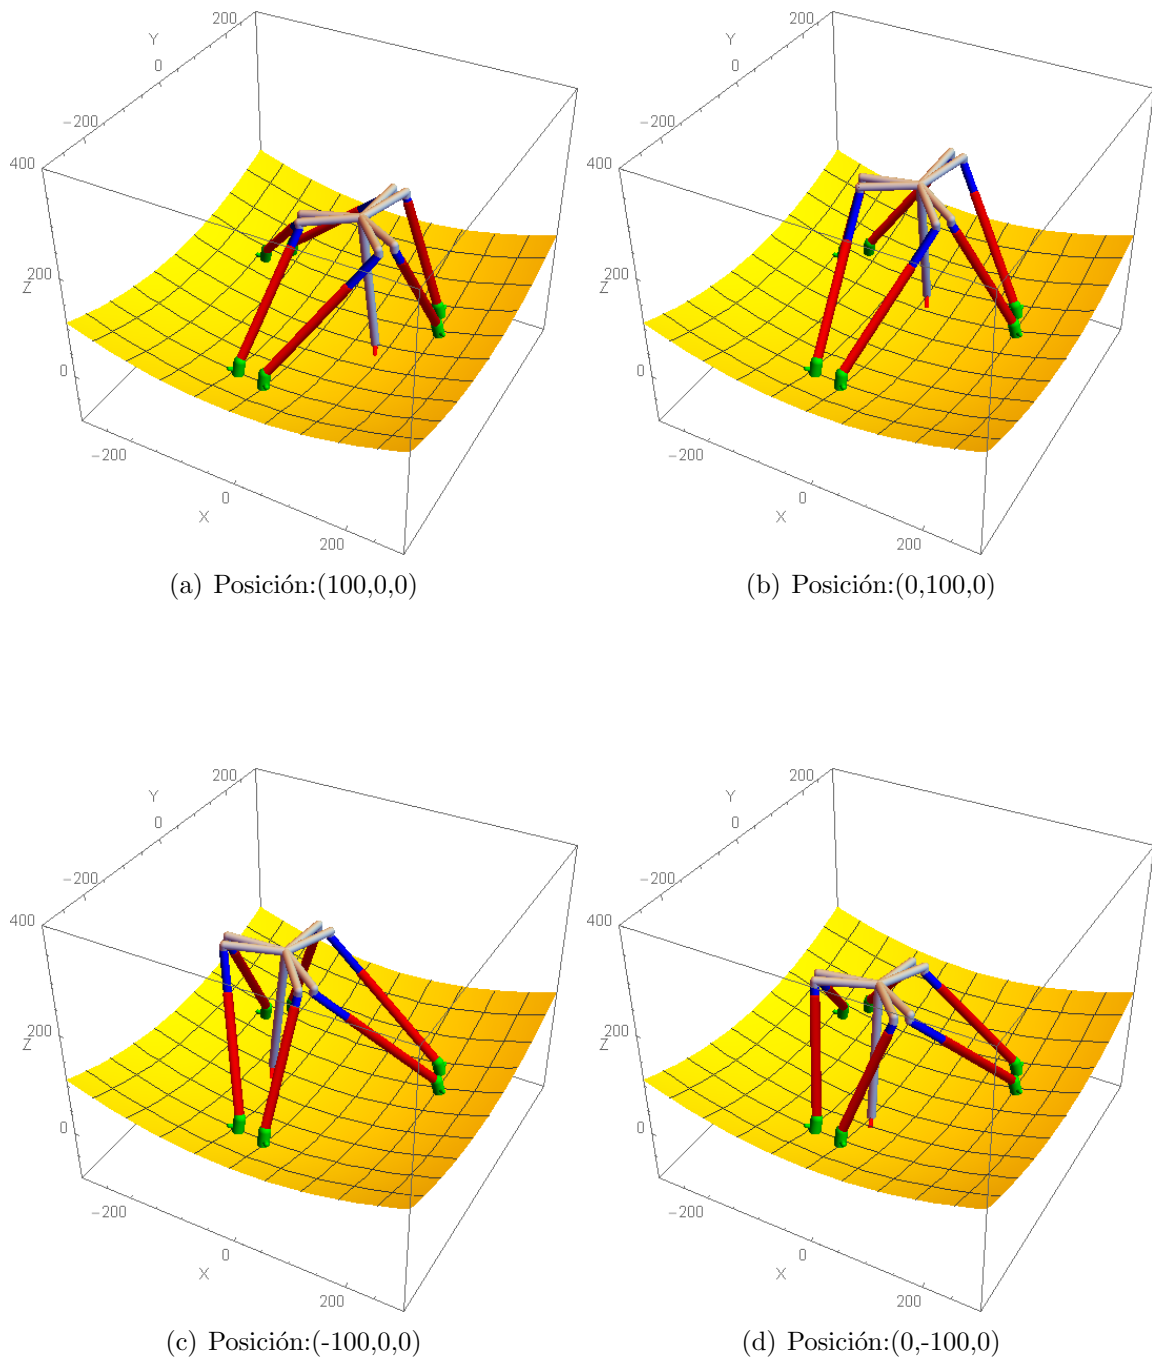 200
Y
0
-200
400
200
Z
0
-200
0
X
200
(a) Posición:(100,0,0)
200
Y
0
-200
400
200
Z
0
-200
0
X
200
(b) Posición:(0,100,0)
200
Y
0
-200
400
200
Z
0
-200
0
X
200
(c) Posición:(-100,0,0)
200
Y
0
-200
400
200
Z
0
-200
0
X
200
(d) Posición:(0,-100,0)